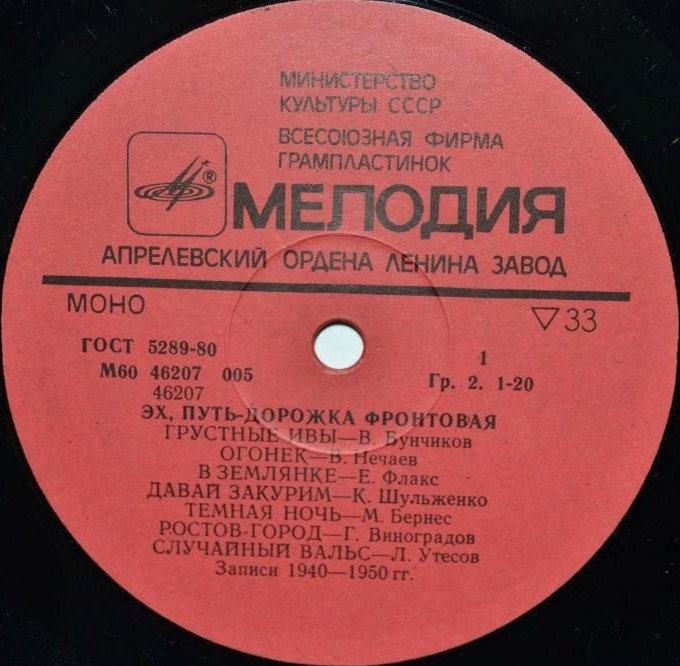 МИНИСТЕРСТВО
КУЛЬТУРЫ СССР
ВСЕСОЮЗНАЯ ФИРМА
ГРАМПЛАСТИНОК
®
МЕЛОДИЯ
АПРЕЛЕВСКИЙ ОРДЕНА ЛЕНИНА ЗАВОД
МОНО ▽33
ГОСТ 5289-80 1
М60 46207 005 Гр. 2. 1-20
46207
ЭХ, ПУТЬ-ДОРОЖКА ФРОНТОВАЯ
ГРУСТНЫЕ ИВЫ—В. Бунчиков
ОГОНЕК—В. Нечаев
В ЗЕМЛЯНКЕ—Е. Флакс
ДАВАЙ ЗАКУРИМ—К. Шульженко
ТЕМНАЯ НОЧЬ—М. Бернес
РОСТОВ-ГОРОД—Г. Виноградов
СЛУЧАЙНЫЙ ВАЛЬС—Л. Утесов
Записи 1940—1950 гг.